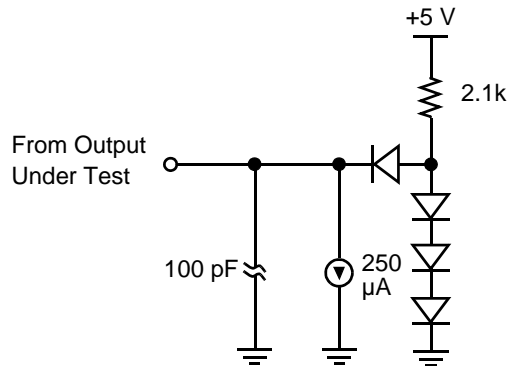 +5 V
2.1k
From Output
Under Test
100 pF
250
µA